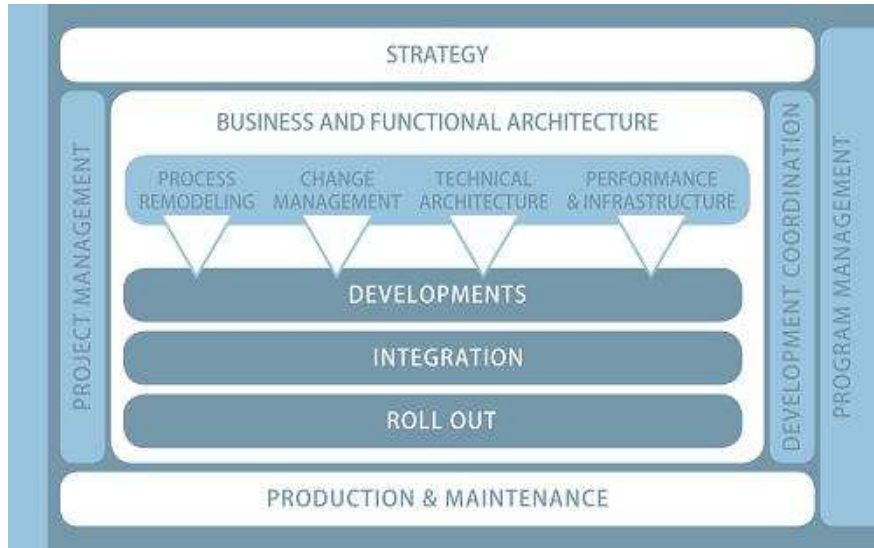 STRATEGY
PROJECT MANAGEMENT
BUSINESS AND FUNCTIONAL ARCHITECTURE
PROCESS
REMODELING
CHANGE
MANAGEMENT
TECHNICAL
ARCHITECTURE
PERFORMANCE
& INFRASTRUCTURE
DEVELOPMENTS
INTEGRATION
ROLL OUT
DEVELOPMENT COORDINATION
PROGRAM MANAGEMENT
PRODUCTION & MAINTENANCE